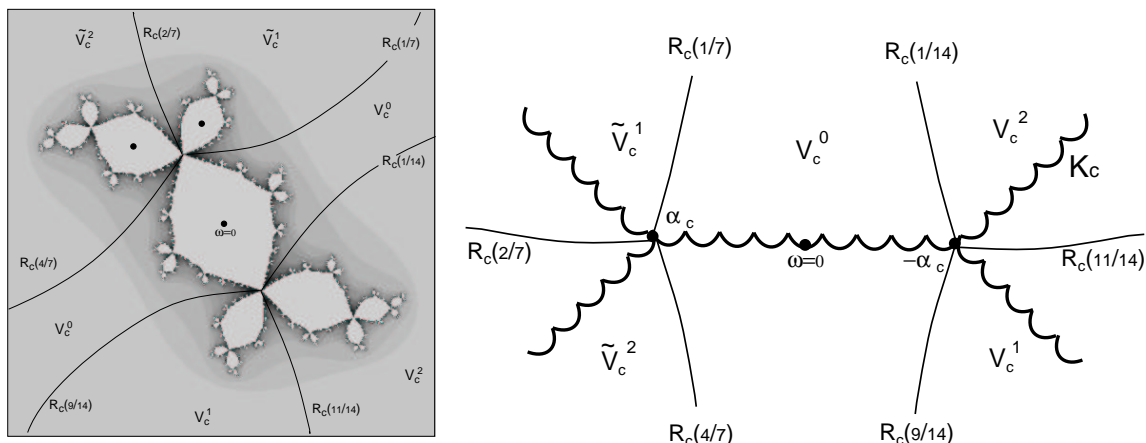 Ṽc²
Rc(2/7)
Ṽc¹
Rc(1/7)
Vc⁰
Rc(1/14)
ω=0
Rc(4/7)
Vc⁰
Vc²
Rc(9/14)
Vc¹
Rc(11/14)
Rc(1/7)
Rc(1/14)
Ṽc¹
Vc⁰
Vc²
Kc
αc
Rc(2/7)
ω=0
−αc
Rc(11/14)
Ṽc²
Vc¹
Rc(4/7)
Rc(9/14)